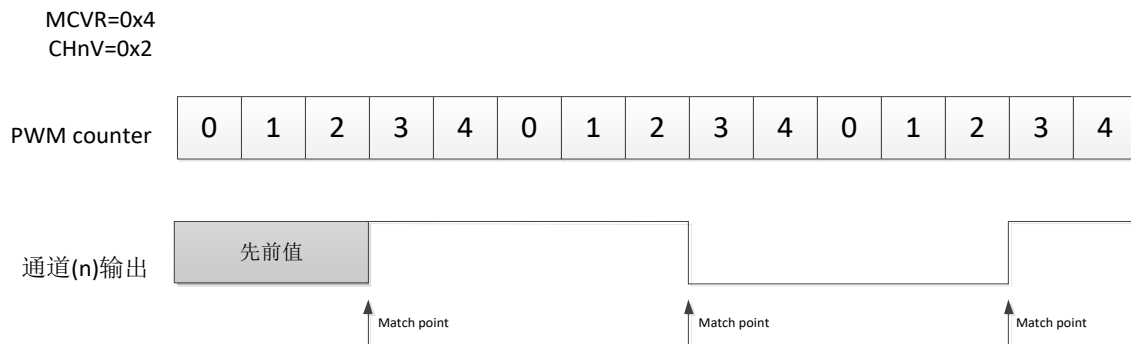 MCVR=0x4
CHnV=0x2
PWM counter 0 1 2 3 4 0 1 2 3 4 0 1 2 3 4
通道(n)输出 先前值
Match point Match point Match point